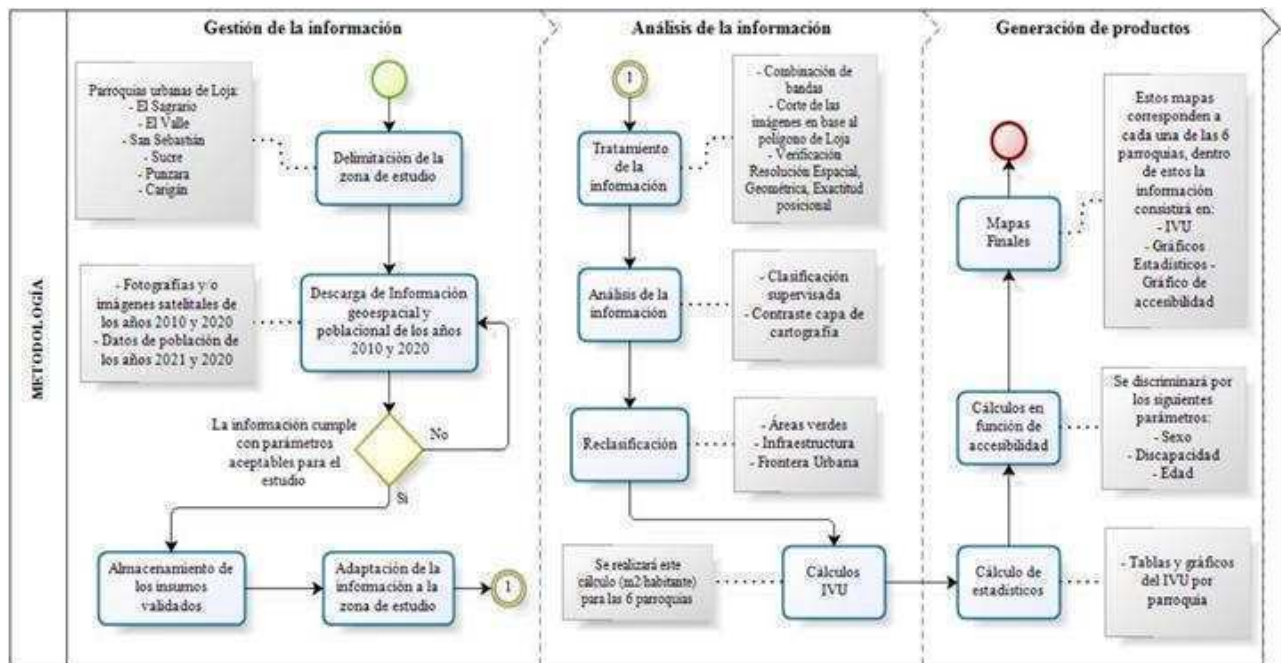 METODOLOGÍA
Gestión de la información
Parroquias urbanas de Loja:
- El Sagrario
- El Valle
- San Sebastián
- Sucre
- Punzara
- Carigán
Delimitación de la
zona de estudio
- Fotografías y/o
imágenes satelitales de
los años 2010 y 2020
- Datos de población de
los años 2021 y 2020
Descarga de Información
geoespacial y
poblacional de los años
2010 y 2020
La información cumple
con parámetros
aceptables para el
estudio
No
Si
Almacenamiento de
los insumos
validados
Adaptación de la
información a la
zona de estudio
1
Análisis de la información
1
Tratamiento
de la
información
- Combinación de
bandas
- Corte de las
imágenes en base al
polígono de Loja
- Verificación
Resolución Espacial,
Geométrica, Exactitud
posicional
Análisis de la
información
- Clasificación
supervisada
- Contraste capa de
cartografía
Reclasificación
- Áreas verdes
- Infraestructura
- Frontera Urbana
Se realizará este
cálculo (m2/habitante)
para las 6 parroquias
Cálculos
IVU
Generación de productos
Mapas
Finales
Estos mapas
corresponden a
cada una de las 6
parroquias, dentro
de estos la
información
consistirá en:
- IVU
- Gráficos
Estadísticos -
Gráfico de
accesibilidad
Cálculos en
función de
accesibilidad
Se discriminará por
los siguientes
parámetros:
- Sexo
- Discapacidad
- Edad
Cálculo de
estadísticos
- Tablas y gráficos
del IVU por
parroquia